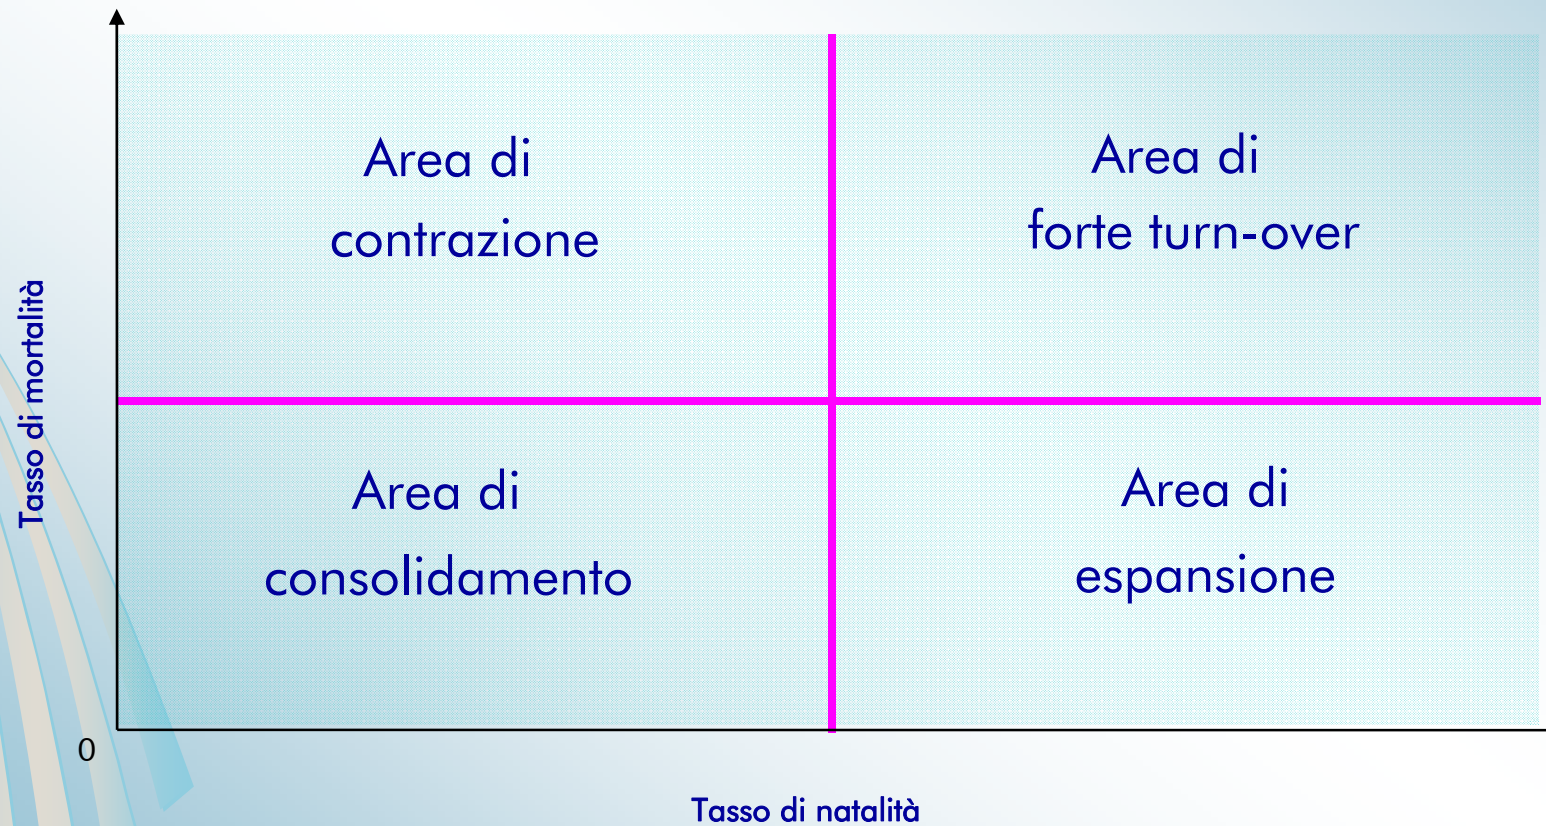 Area di
contrazione
Area di
forte turn-over
Tasso di mortalità
Area di
consolidamento
Area di
espansione
0
Tasso di natalità